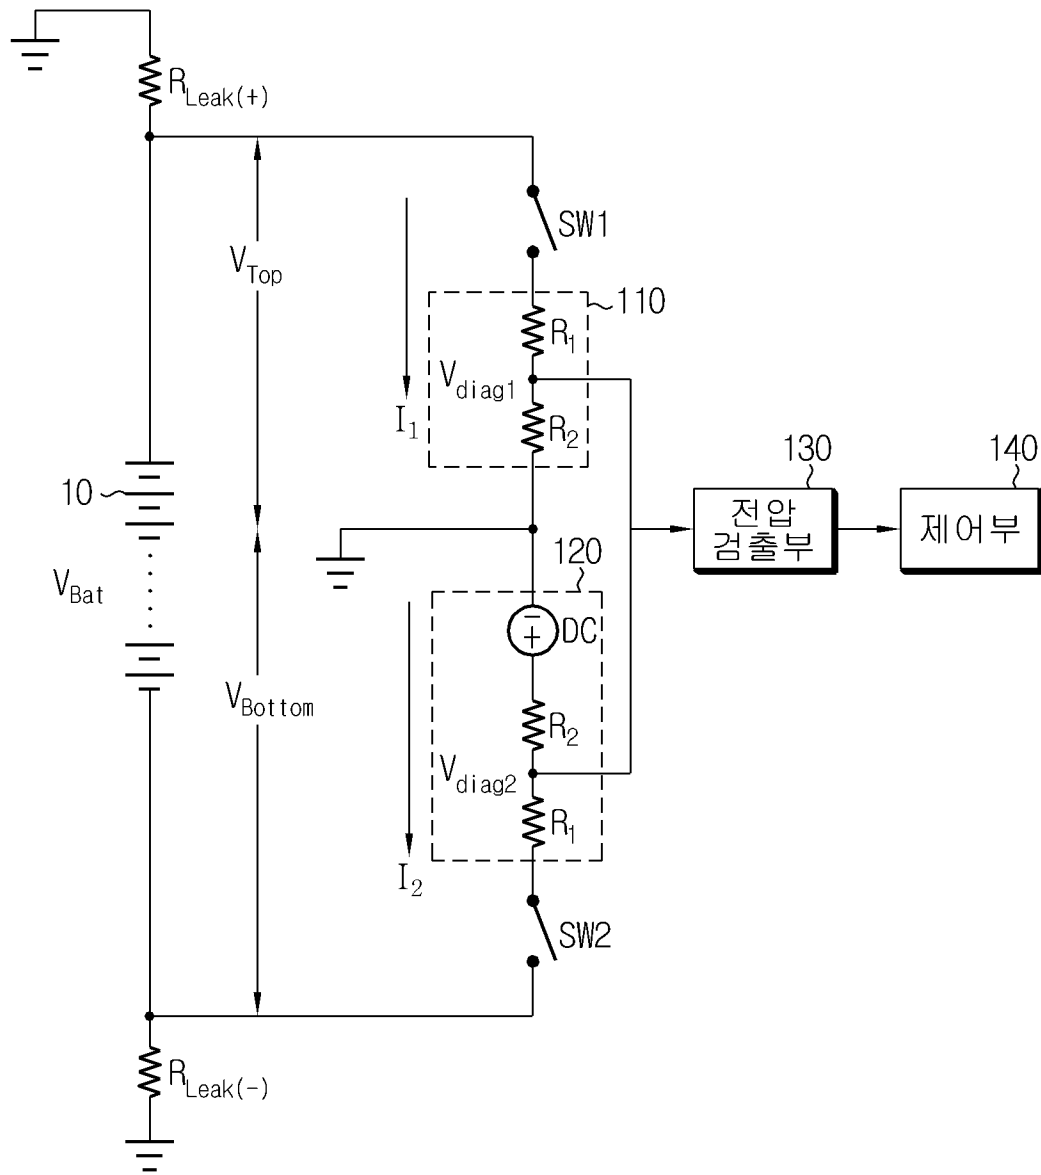 R_Leak(+)
SW1
V_Top
110
R_1
V_diag1
I_1
R_2
130
140
10
전압
검출부
제어부
120
V_Bat
DC
- +
V_Bottom
R_2
V_diag2
R_1
I_2
SW2
R_Leak(-)